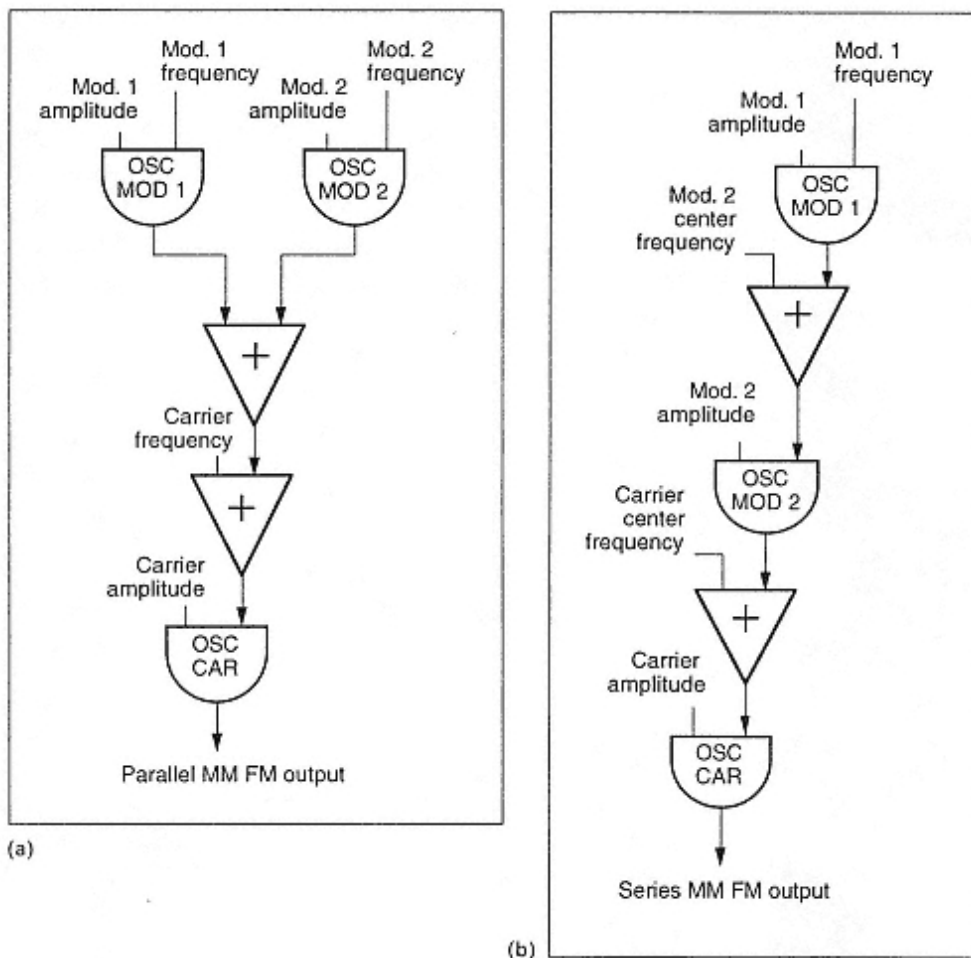 Mod. 1
frequency
Mod. 1
amplitude
Mod. 2
frequency
Mod. 2
amplitude
OSC
MOD 1
OSC
MOD 2
+
Carrier
frequency
+
Carrier
amplitude
OSC
CAR
Parallel MM FM output
(a)
Mod. 1
frequency
Mod. 1
amplitude
OSC
MOD 1
Mod. 2
center
frequency
+
Mod. 2
amplitude
OSC
MOD 2
Carrier
center
frequency
+
Carrier
amplitude
OSC
CAR
Series MM FM output
(b)